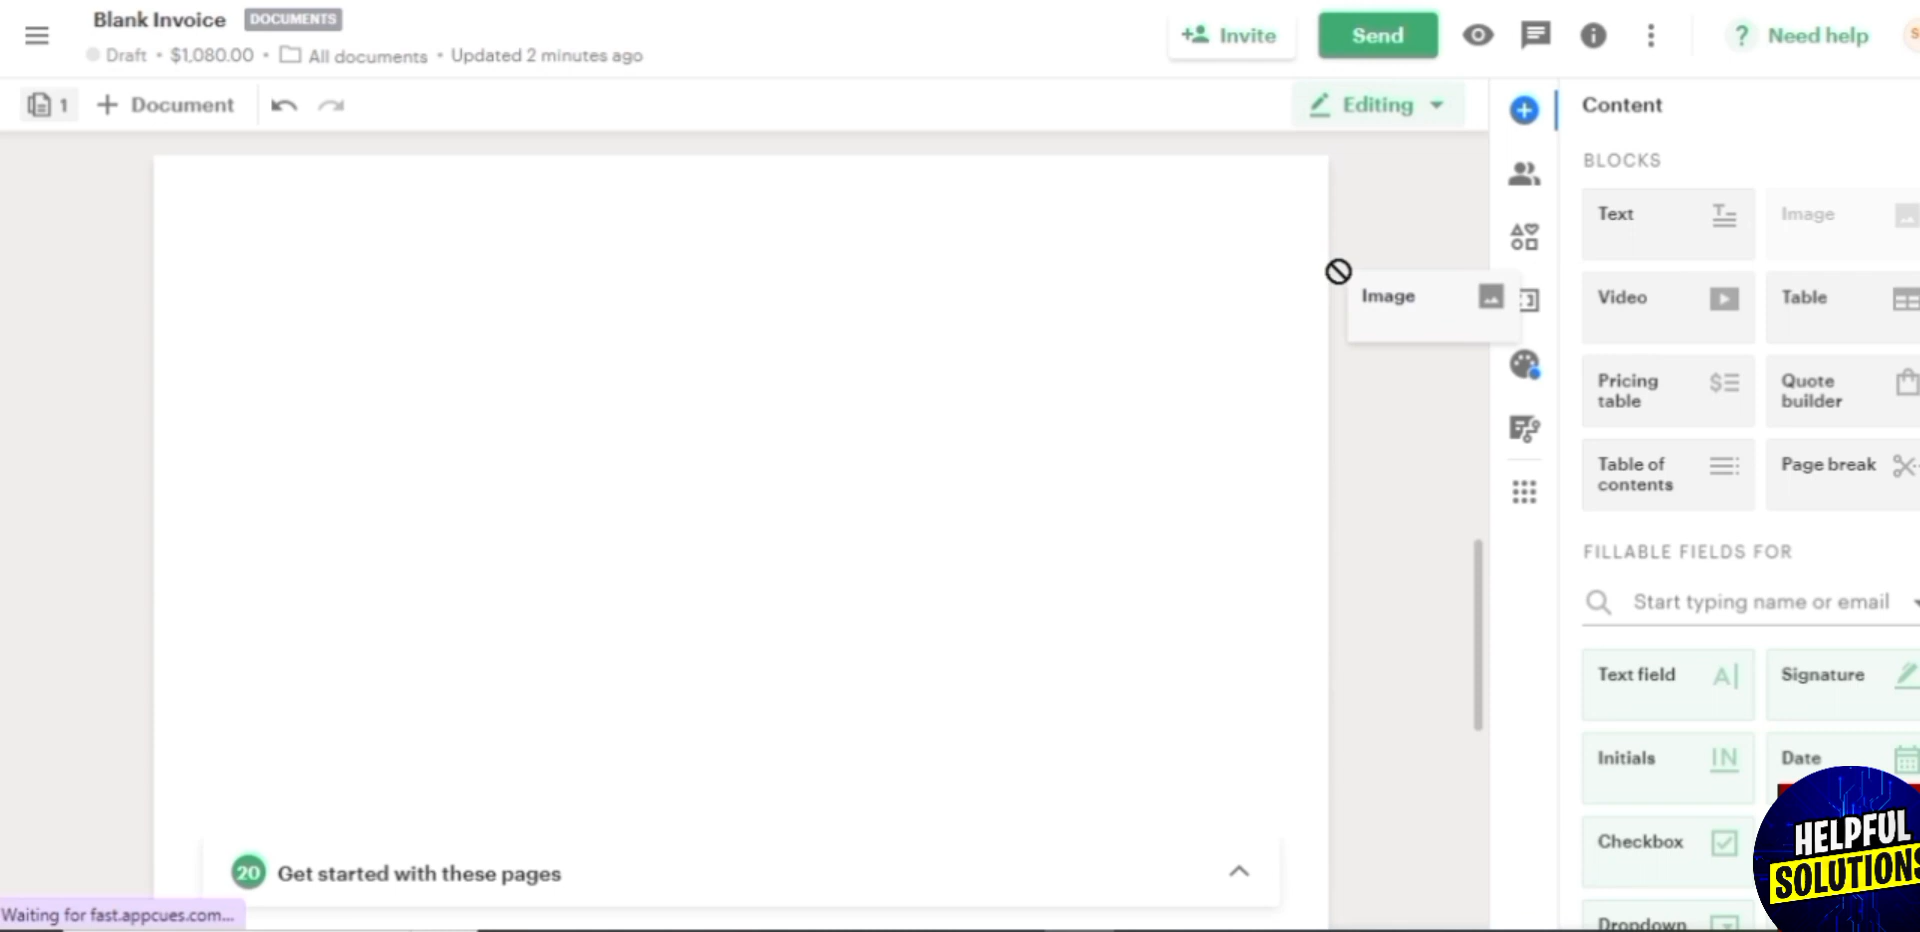 Blank Invoice DOCUMENTS
Draft • $1,080.00 • All documents • Updated 2 minutes ago
Invite
Send
? Need help
1
Document
Editing
Content
BLOCKS
Text
Image
Image
Video
Table
Pricing
table
Quote
builder
Table of
contents
Page break
FILLABLE FIELDS FOR
Start typing name or email
Text field
Signature
Initials
IN
Date
Checkbox
Dropdown
20 Get started with these pages
Waiting for fast.appcues.com...
HELPFUL
SOLUTIONS